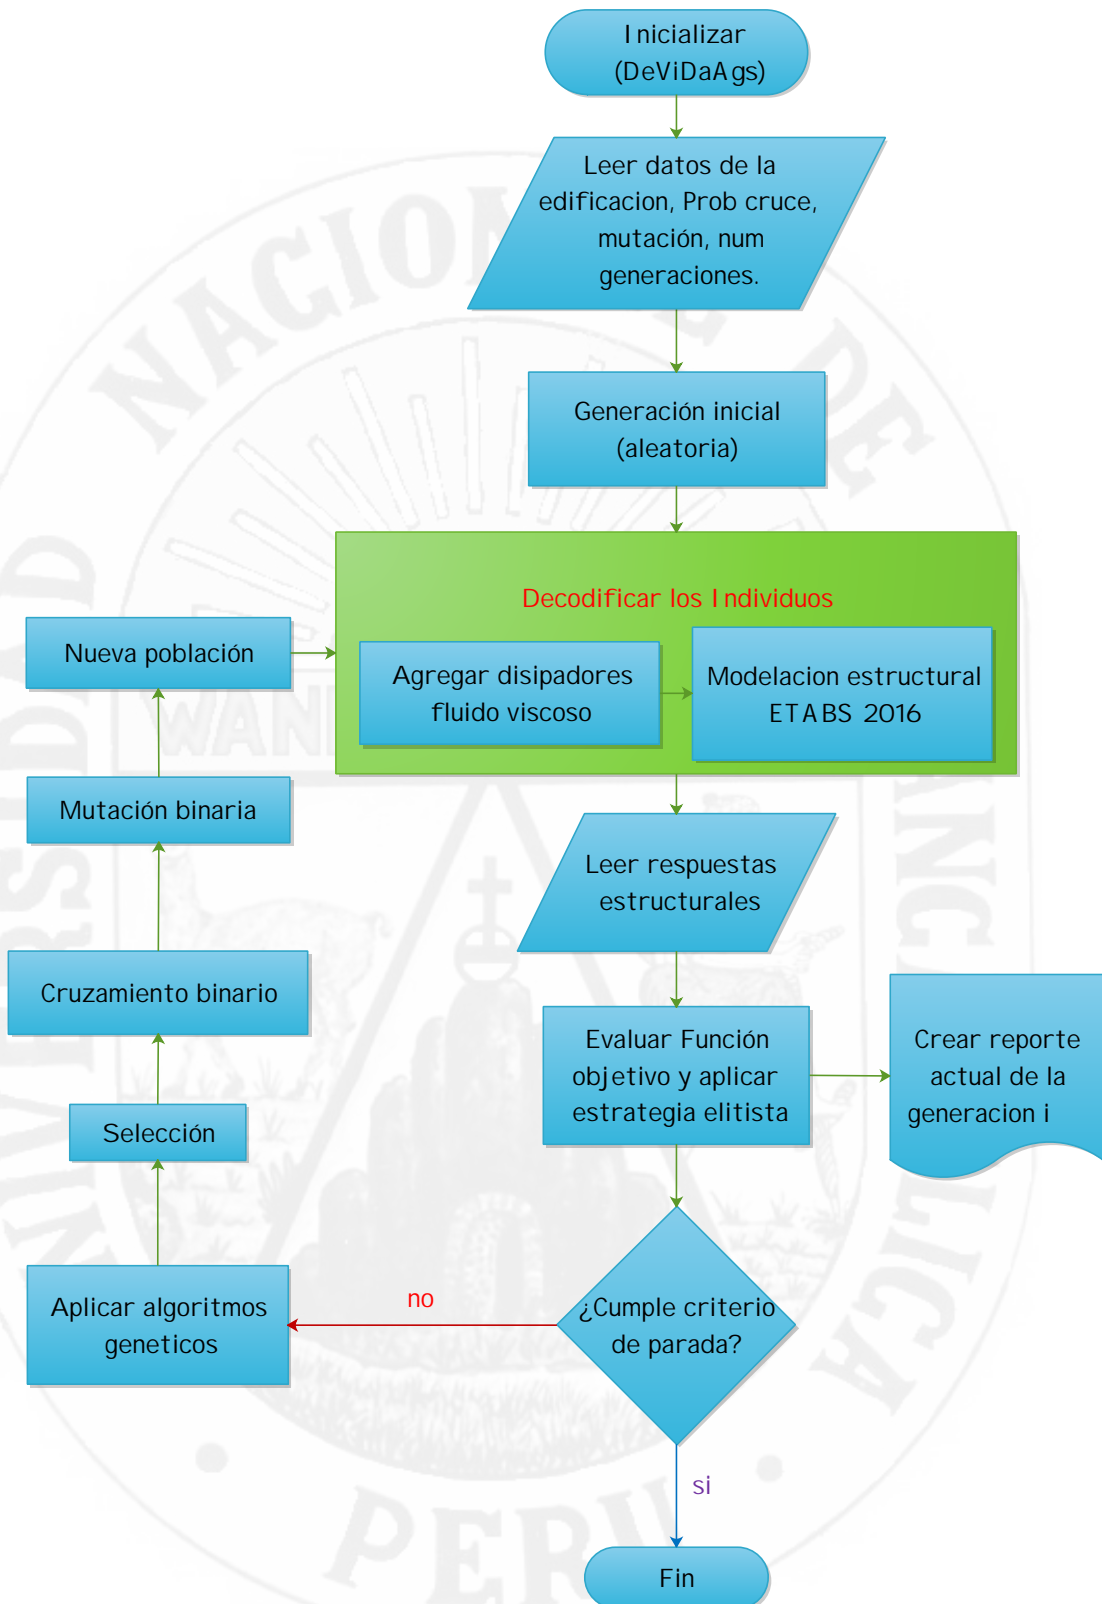 Inicializar
(DeViDaAgs)
Leer datos de la
edificacion, Prob cruce,
mutación, num
generaciones.
Generación inicial
(aleatoria)
Decodificar los Individuos
Agregar disipadores
fluido viscoso
Modelacion estructural
ETABS 2016
Nueva población
Mutación binaria
Cruzamiento binario
Selección
Aplicar algoritmos
geneticos
Leer respuestas
estructurales
Evaluar Función
objetivo y aplicar
estrategia elitista
Crear reporte
actual de la
generacion i
¿Cumple criterio
de parada?
no
si
Fin